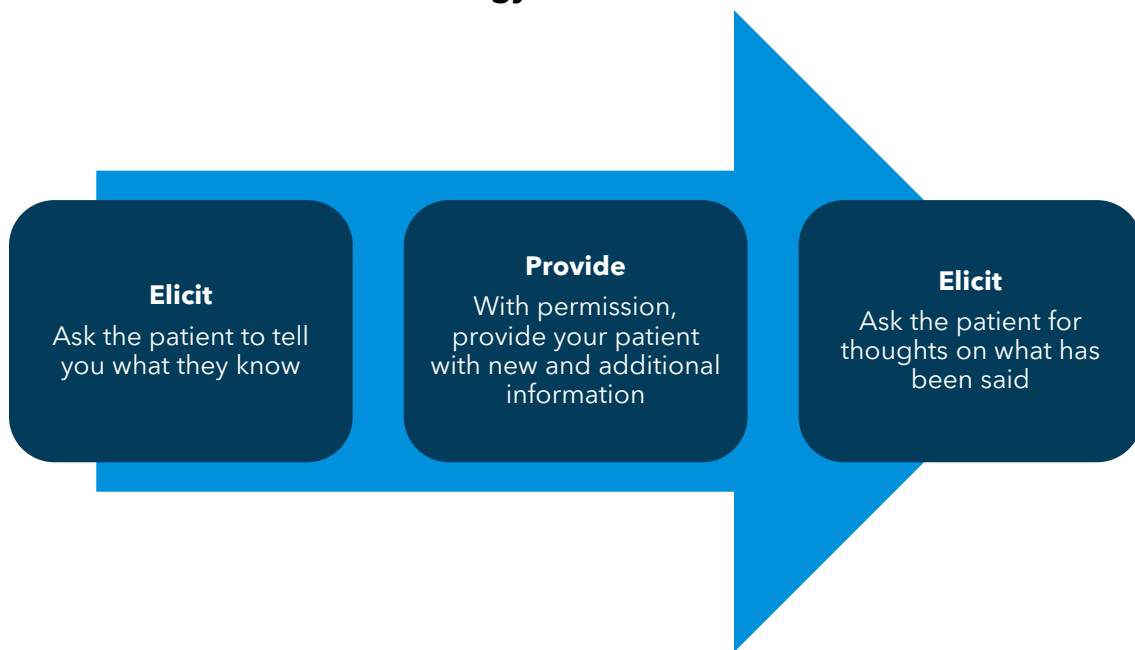 Elicit
Ask the patient to tell
you what they know
Provide
With permission,
provide your patient
with new and additional
information
Elicit
Ask the patient for
thoughts on what has
been said